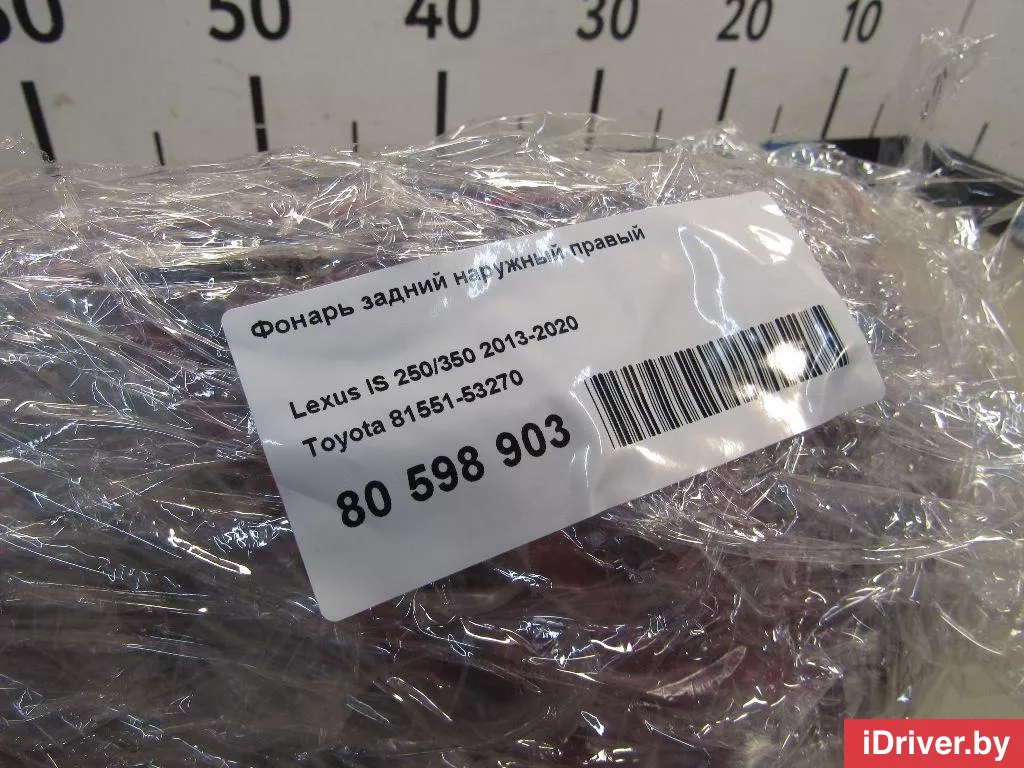 50 40 30 20 10
Фонарь задний наружный правый
Lexus IS 250/350 2013-2020
Toyota 81551-53270
80 598 903
iDriver.by